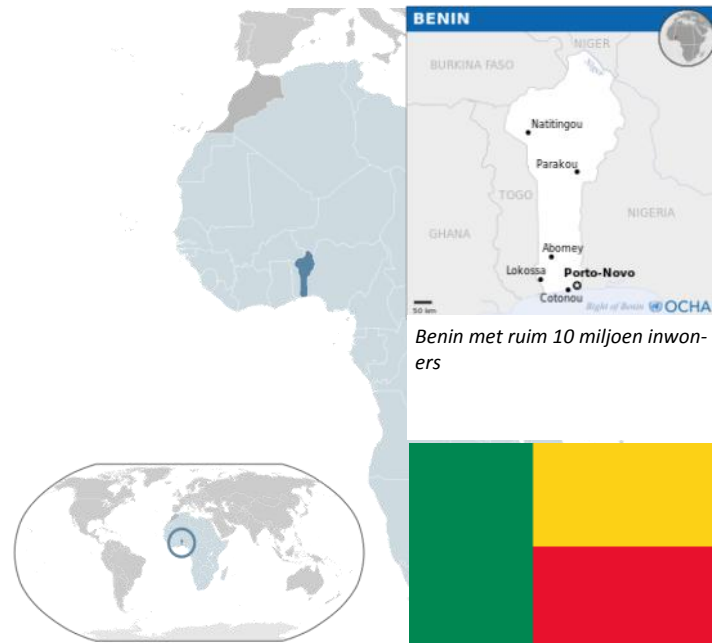 BENIN
NIGER
BURKINA FASO
Niger
Natitingou
Parakou
TOGO
NIGERIA
GHANA
Abomey
Lokossa
Porto-Novo
Cotonou
50 km
Bight of Benin
OCHA
Benin met ruim 10 miljoen inwon-
ers